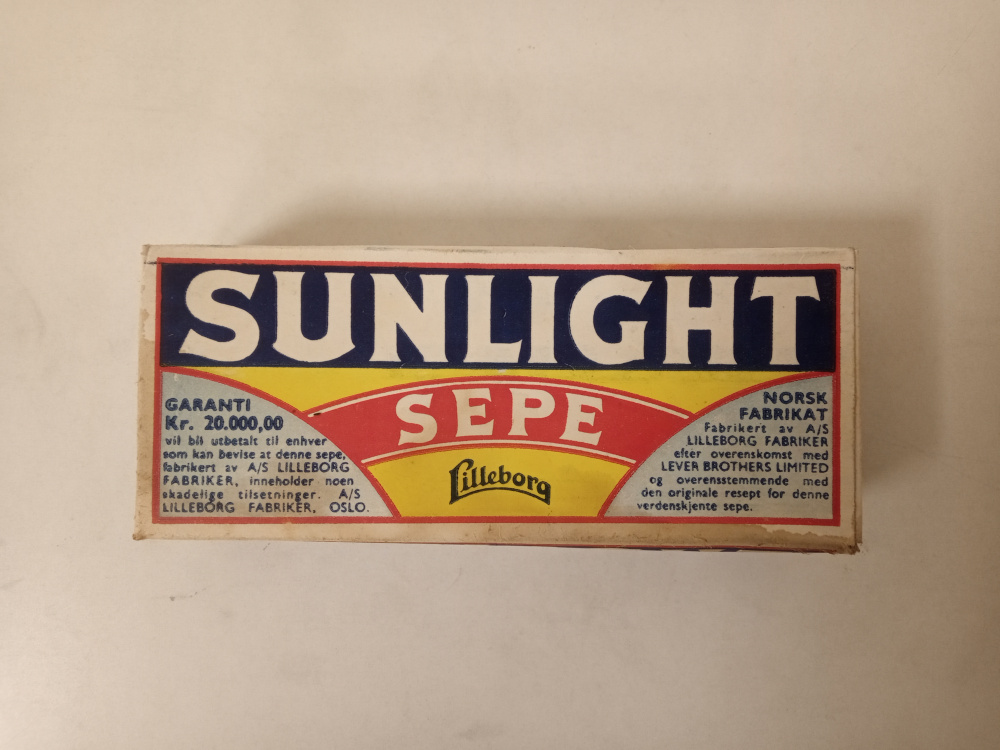 SUNLIGHT
SEPE
Lilleborg
GARANTI
Kr. 20.000,00
vil bli utbetalt til enhver
som kan bevise at denne sepe,
fabrikert av A/S LILLEBORG
FABRIKER, inneholder noen
skadelige tilsetninger. A/S
LILLEBORG FABRIKER, OSLO.
NORSK
FABRIKAT
Fabrikert av A/S
LILLEBORG FABRIKER
efter overenskomst med
LEVER BROTHERS LIMITED
og overensstemmende med
den originale resept for denne
verdenskjente sepe.